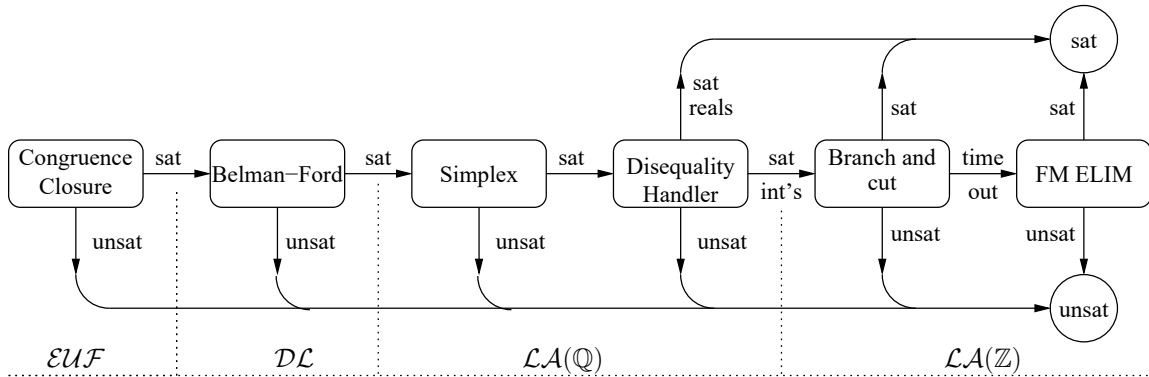 sat
sat
reals
sat
sat
Congruence
Closure
sat
Belman−Ford
sat
Simplex
sat
Disequality
Handler
sat
int's
Branch and
cut
time
out
FM ELIM
unsat
unsat
unsat
unsat
unsat
unsat
unsat
ℰ𝒰ℱ
𝒟ℒ
ℒ𝒜(ℚ)
ℒ𝒜(ℤ)